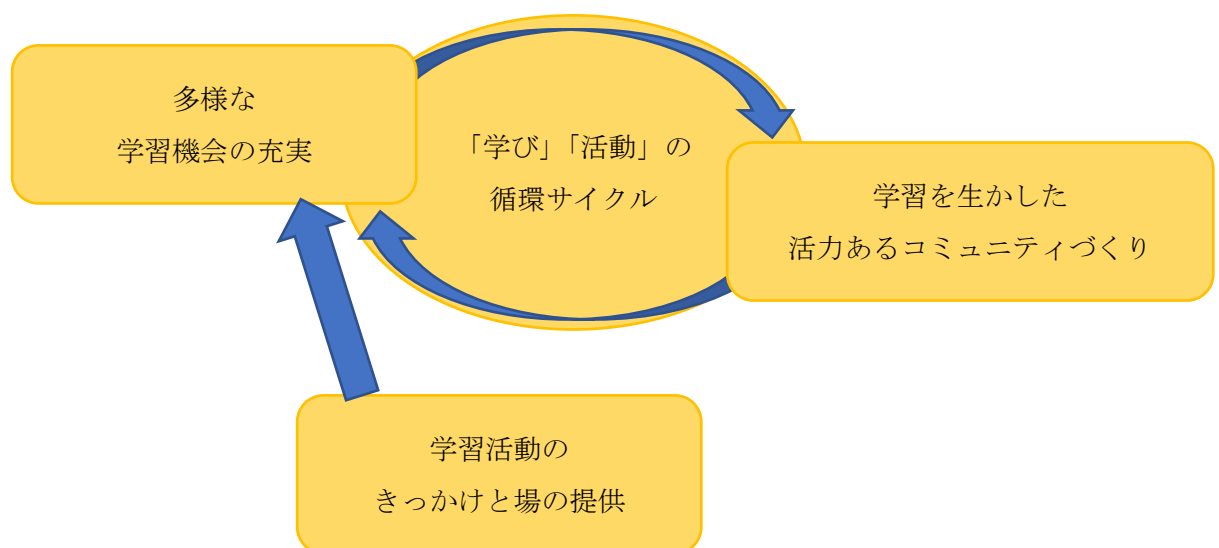 多様な
学習機会の充実
「学び」「活動」の
循環サイクル
学習を生かした
活力あるコミュニティづくり
学習活動の
きっかけと場の提供